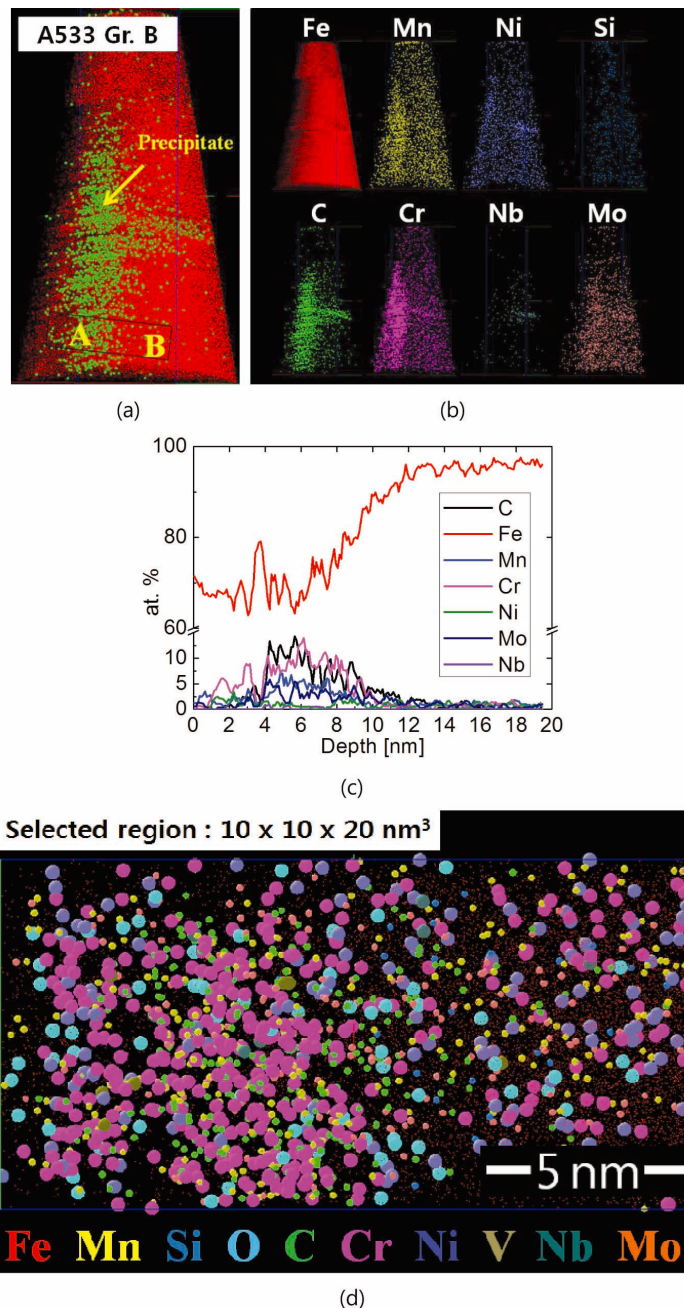 A533 Gr. B
Precipitate
A
B
(a)
Fe Mn Ni Si
C Cr Nb Mo
(b)
100
80
60
10
5
0
at. %
C
Fe
Mn
Cr
Ni
Mo
Nb
0 2 4 6 8 10 12 14 16 18 20
Depth [nm]
(c)
Selected region : 10 x 10 x 20 nm³
5 nm
Fe Mn Si O C Cr Ni V Nb Mo
(d)